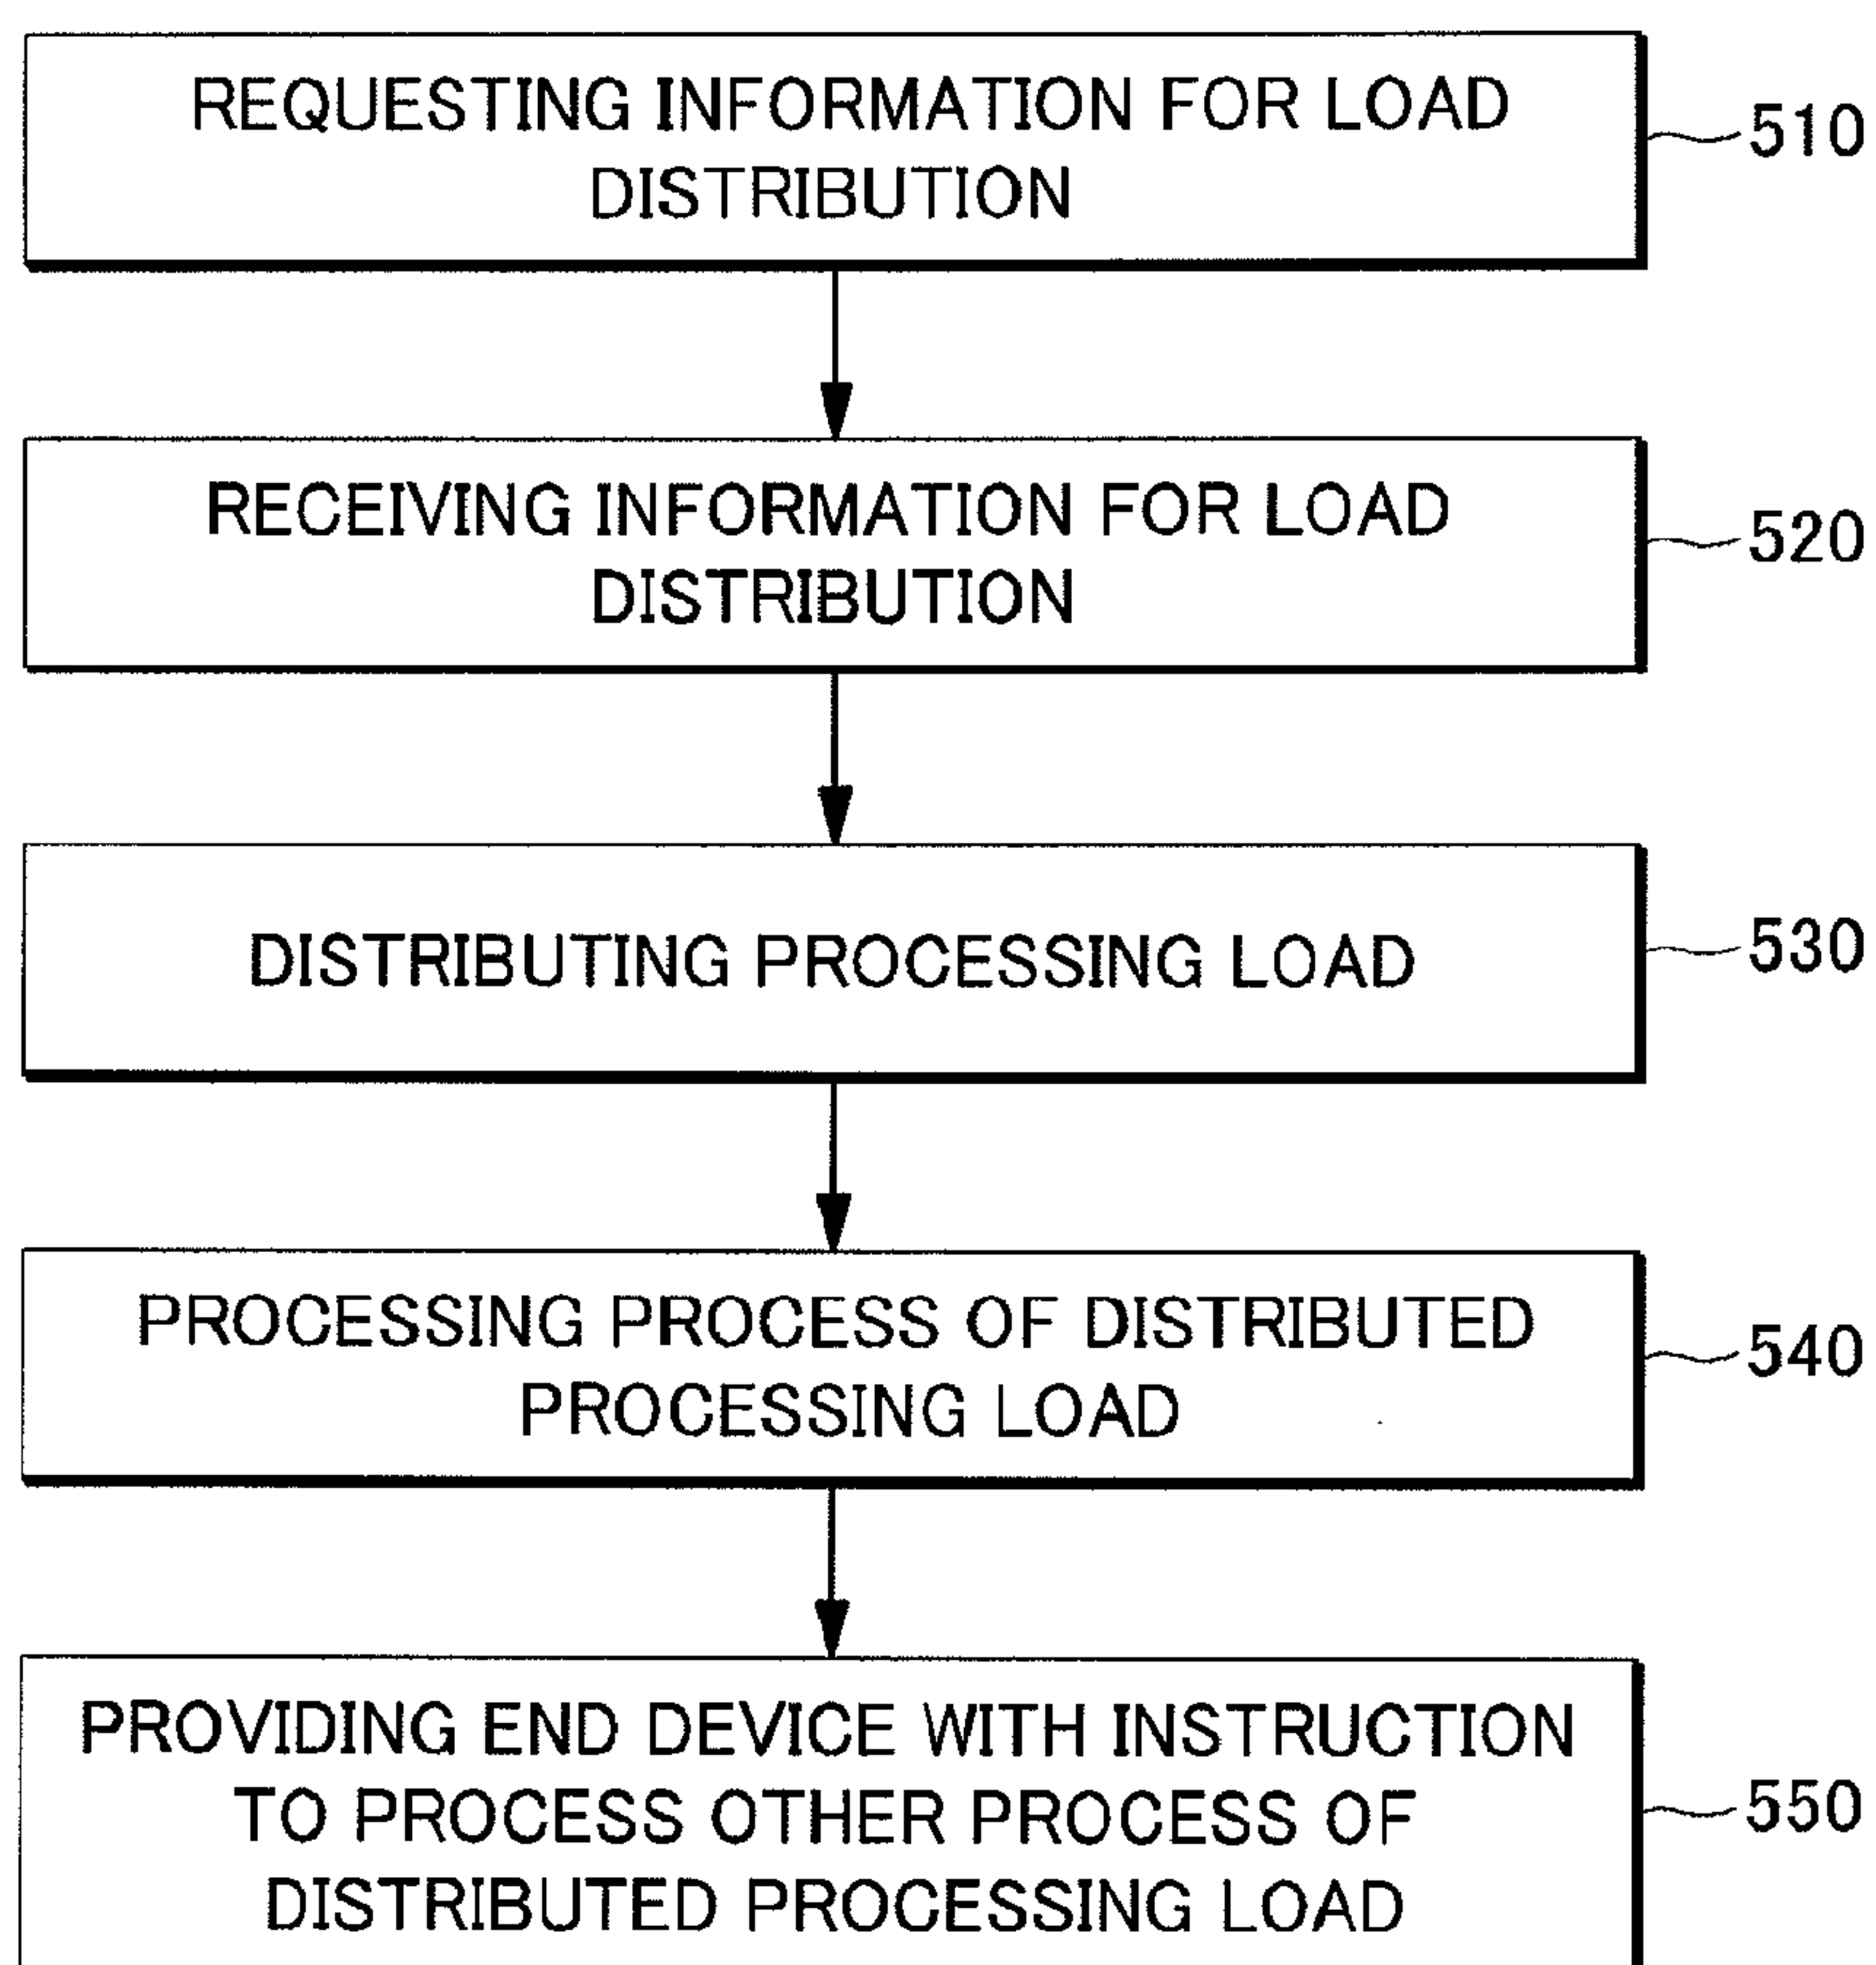 REQUESTING INFORMATION FOR LOAD
DISTRIBUTION
510
RECEIVING INFORMATION FOR LOAD
DISTRIBUTION
520
DISTRIBUTING PROCESSING LOAD
530
PROCESSING PROCESS OF DISTRIBUTED
PROCESSING LOAD
540
PROVIDING END DEVICE WITH INSTRUCTION
TO PROCESS OTHER PROCESS OF
DISTRIBUTED PROCESSING LOAD
550